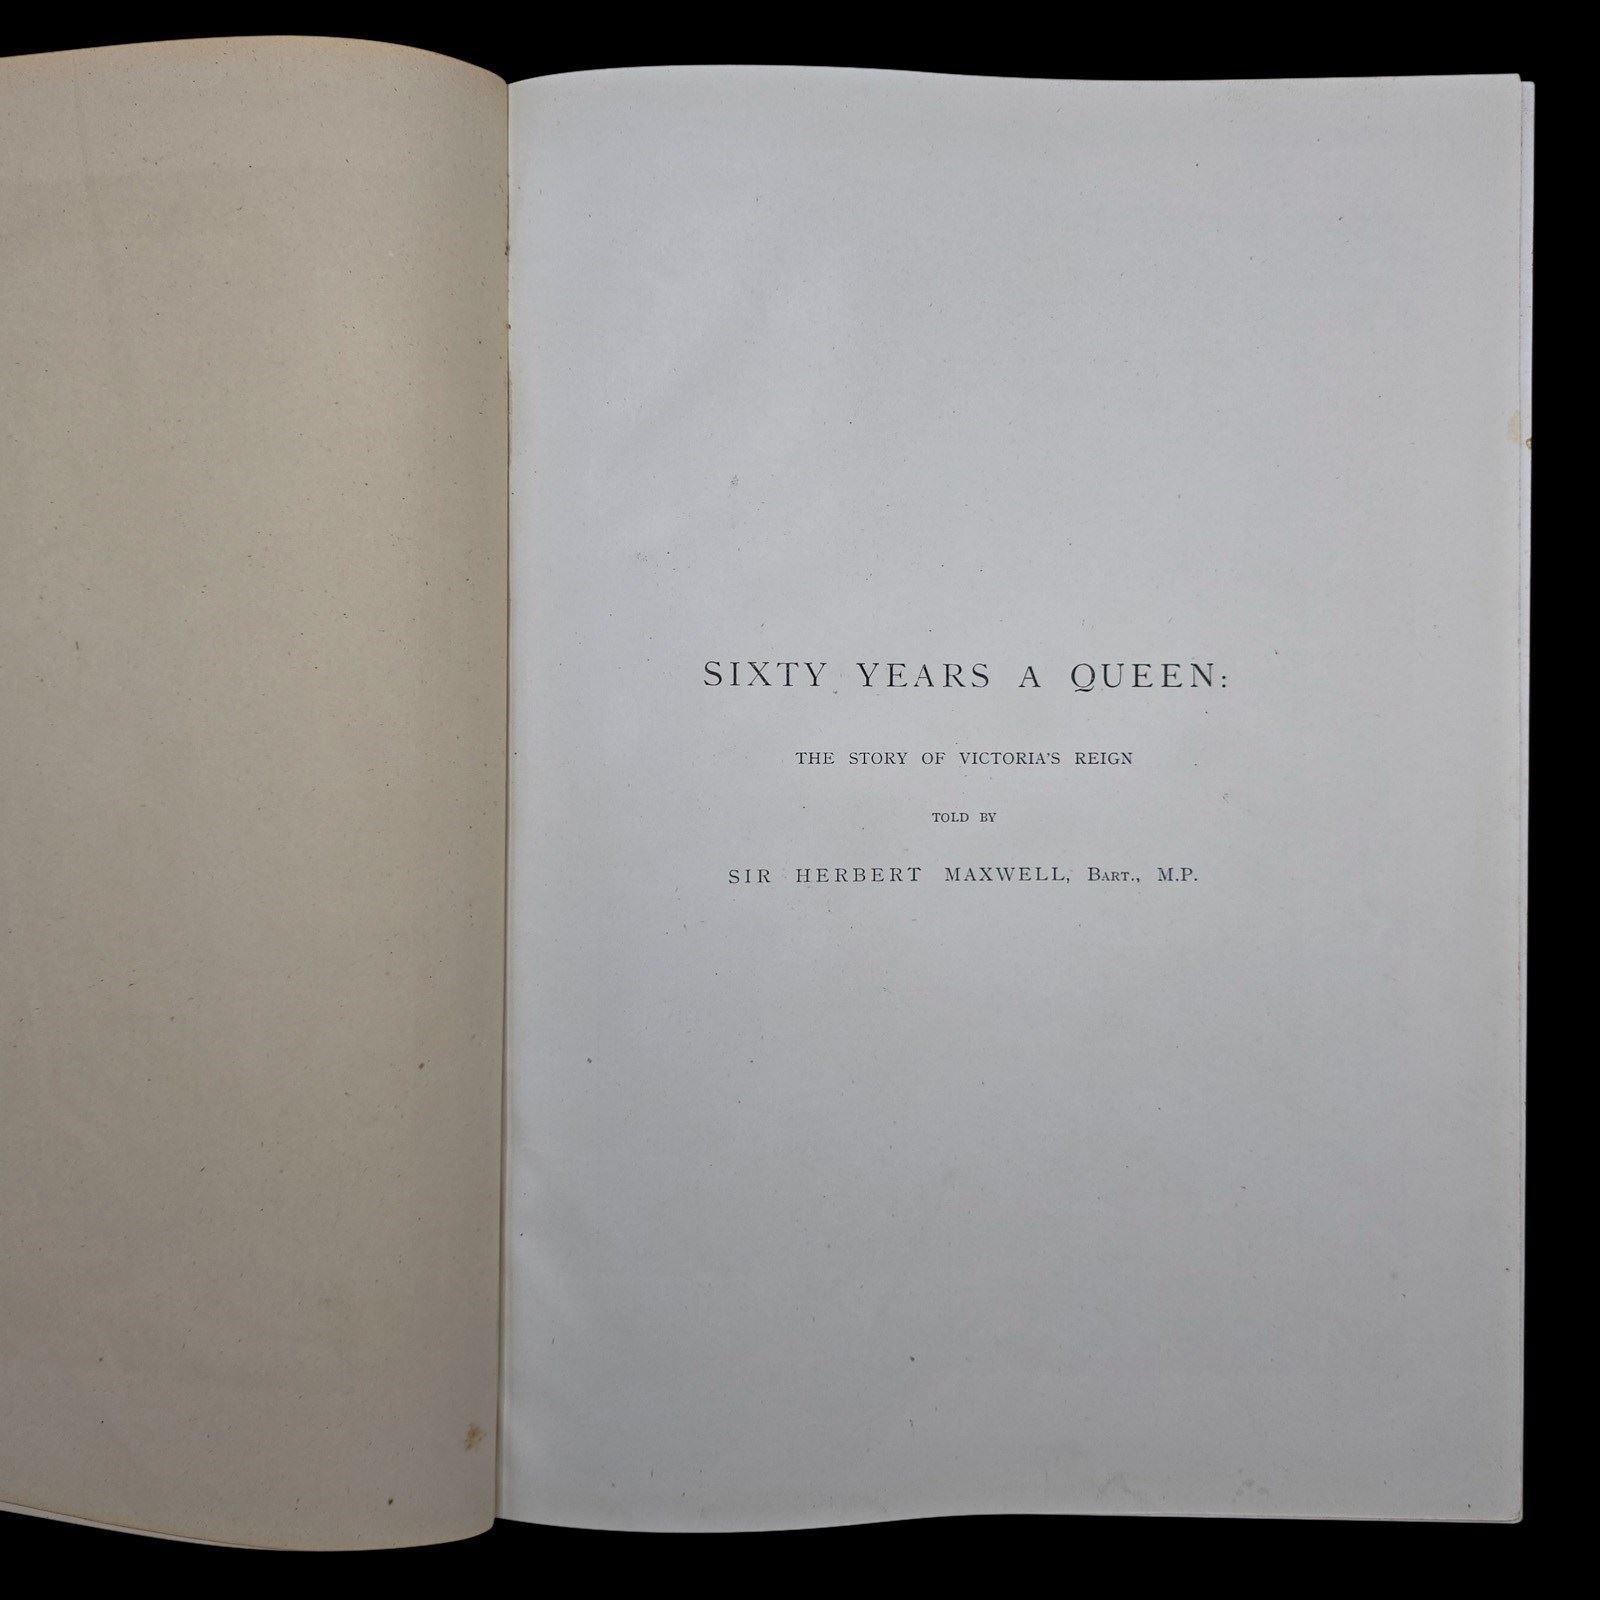 SIXTY YEARS A QUEEN:
THE STORY OF VICTORIA'S REIGN
TOLD BY
SIR HERBERT MAXWELL, BART., M.P.